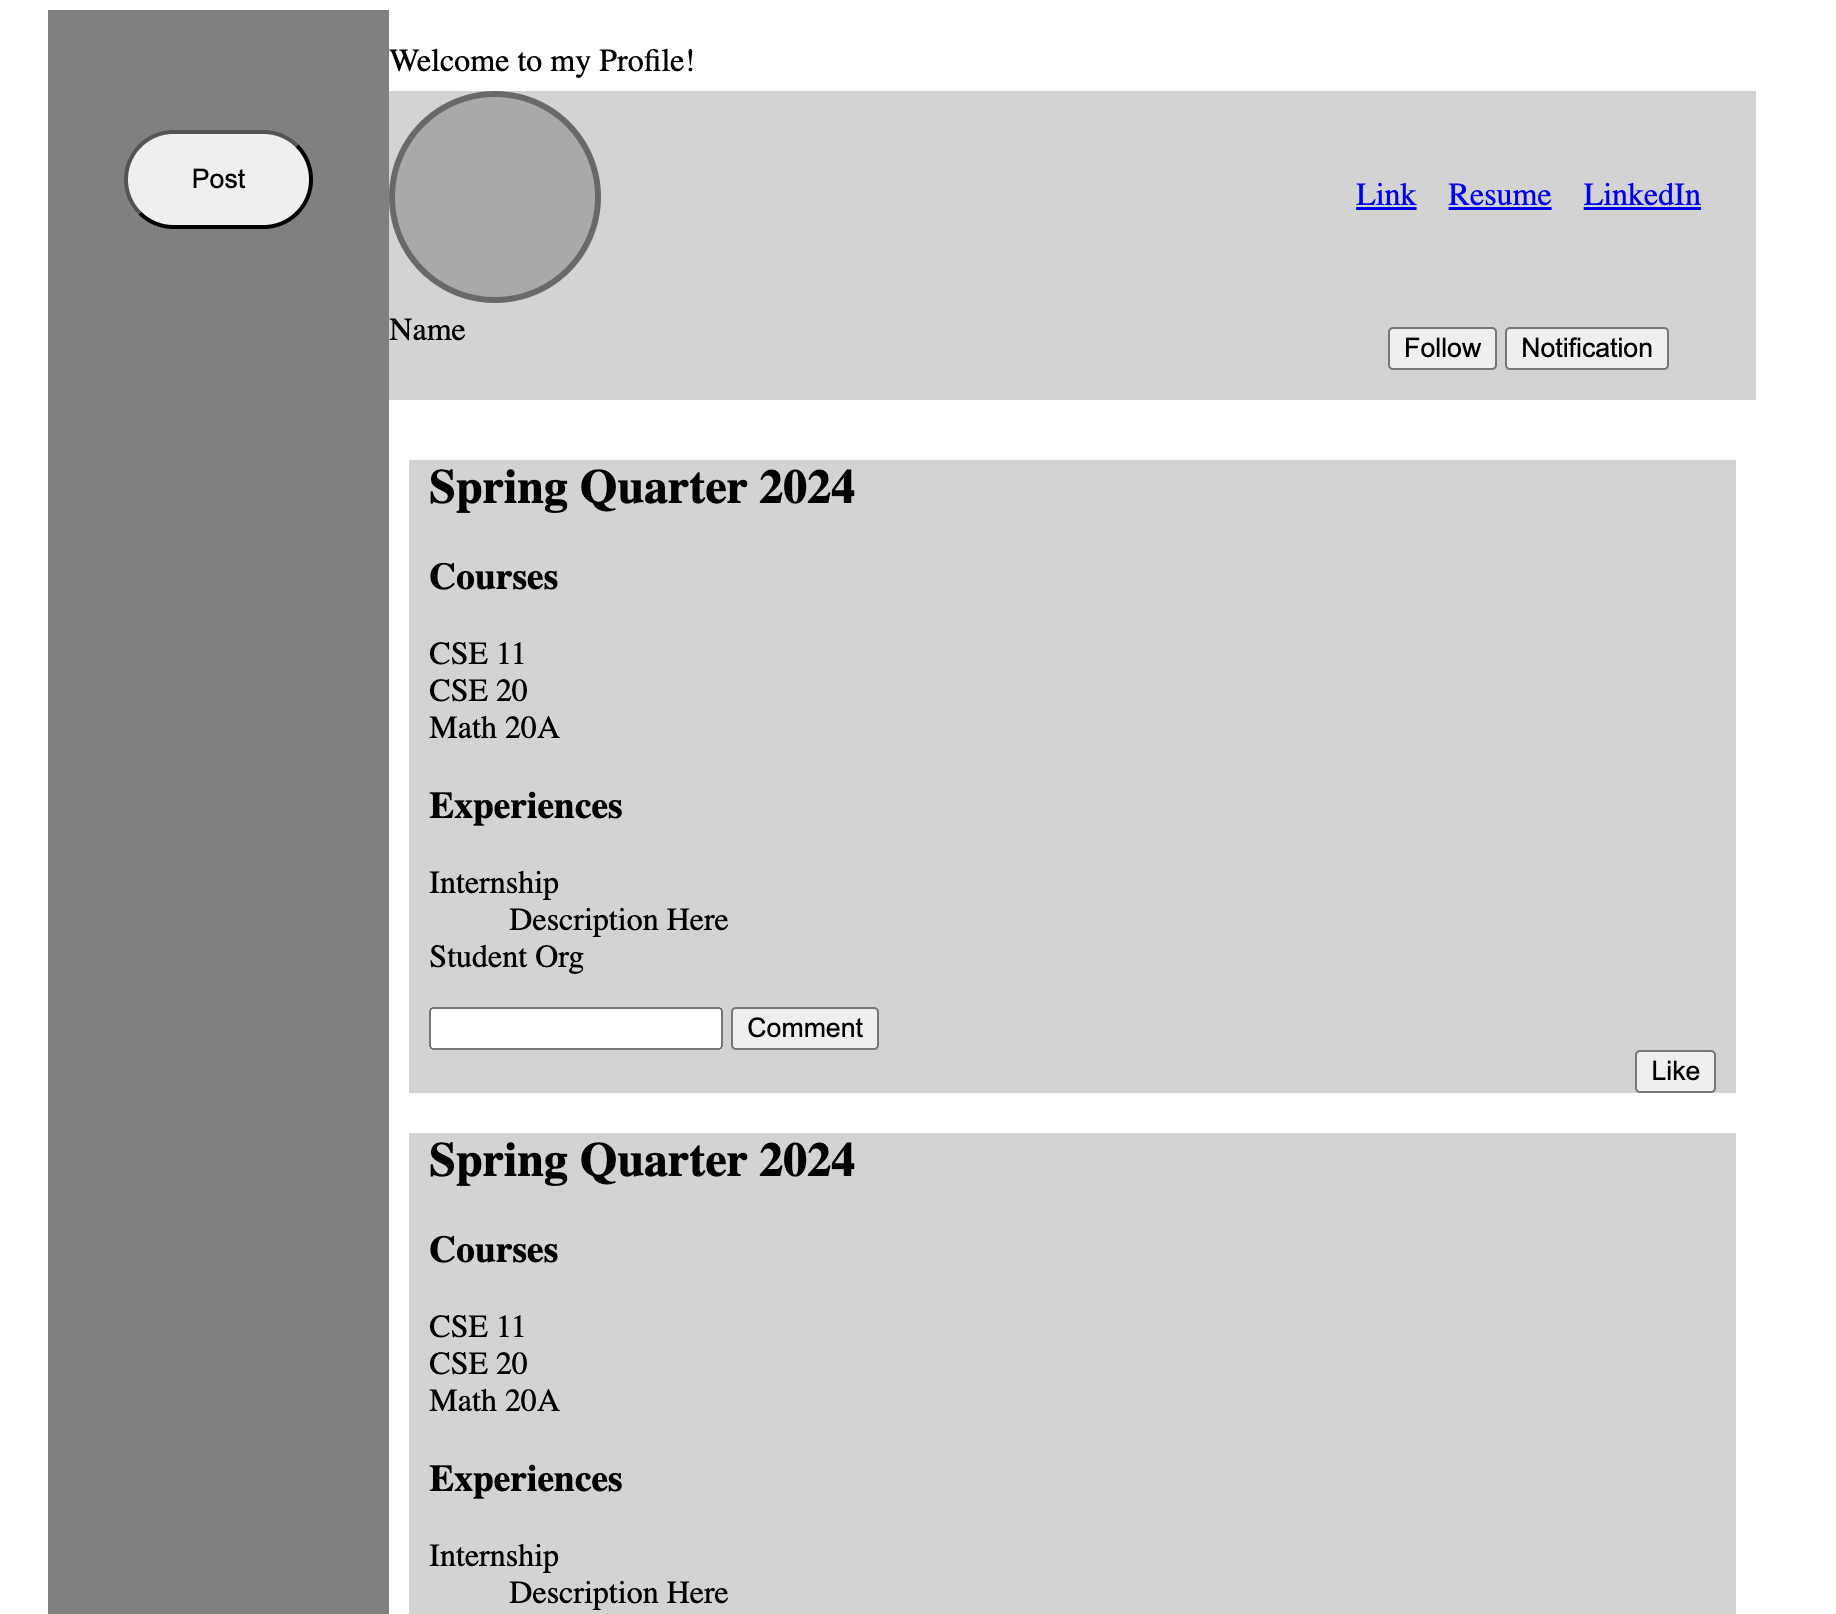 Welcome to my Profile!
Post
Link Resume LinkedIn
Name
Follow Notification
Spring Quarter 2024
Courses
CSE 11
CSE 20
Math 20A
Experiences
Internship
Description Here
Student Org
Comment
Like
Spring Quarter 2024
Courses
CSE 11
CSE 20
Math 20A
Experiences
Internship
Description Here